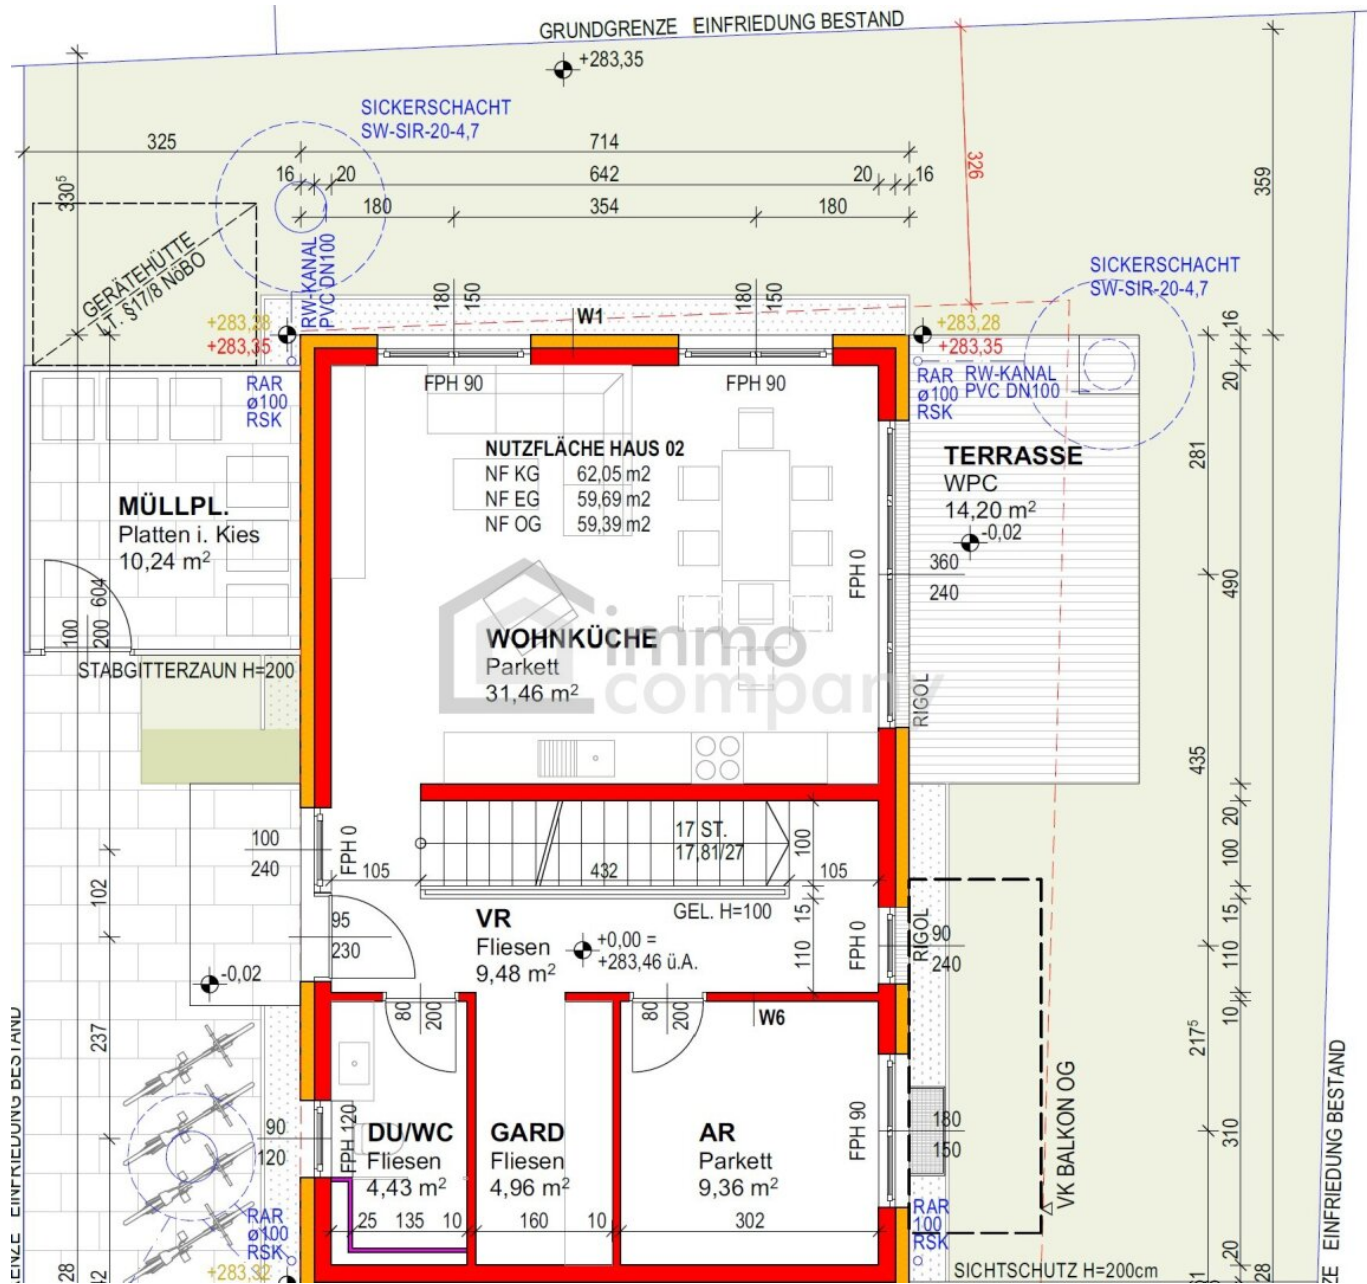 GRUNDGRENZE EINFRIEDUNG BESTAND
+283,35
SICKERSCHACHT
SW-SIR-20-4,7
325
714
16
20
642
20
16
180
354
180
330⁵
326
359
GERÄTEHÜTTE
LT. §17/8 NöBO
RW-KANAL
PVC DN100
SICKERSCHACHT
SW-SIR-20-4,7
180
150
180
150
W1
+283,28
+283,35
+283,28
+283,35
16
20
RAR
ø100
RSK
FPH 90
FPH 90
RAR
ø100
RSK
RW-KANAL
PVC DN100
NUTZFLÄCHE HAUS 02
NF KG 62,05 m2
NF EG 59,69 m2
NF OG 59,39 m2
TERRASSE
WPC
14,20 m²
-0,02
281
MÜLLPL.
Platten i. Kies
10,24 m²
FPH 0
360
240
490
604
100
200
immo
company
WOHNKÜCHE
Parkett
31,46 m²
STABGITTERZAUN H=200
RIGOL
435
17 ST.
17,81/27
100
20
100
240
FPH 0
105
432
105
100
102
GEL. H=100
15
15
95
230
VR
Fliesen
9,48 m²
+0,00 =
+283,46 ü.A.
110
FPH 0
RIGOL
90
240
110
-0,02
80
200
80
200
W6
10
237
2175
VK BALKON OG
EINFRIEDUNG BESTAND
EINFRIEDUNG BESTAND
90
120
FPH 120
DU/WC
Fliesen
4,43 m²
GARD
Fliesen
4,96 m²
AR
Parkett
9,36 m²
FPH 90
180
150
310
RAR
ø100
RSK
25
135
10
160
10
302
RAR
100
RSK
20
28
+283,32
SICHTSCHUTZ H=200cm
28